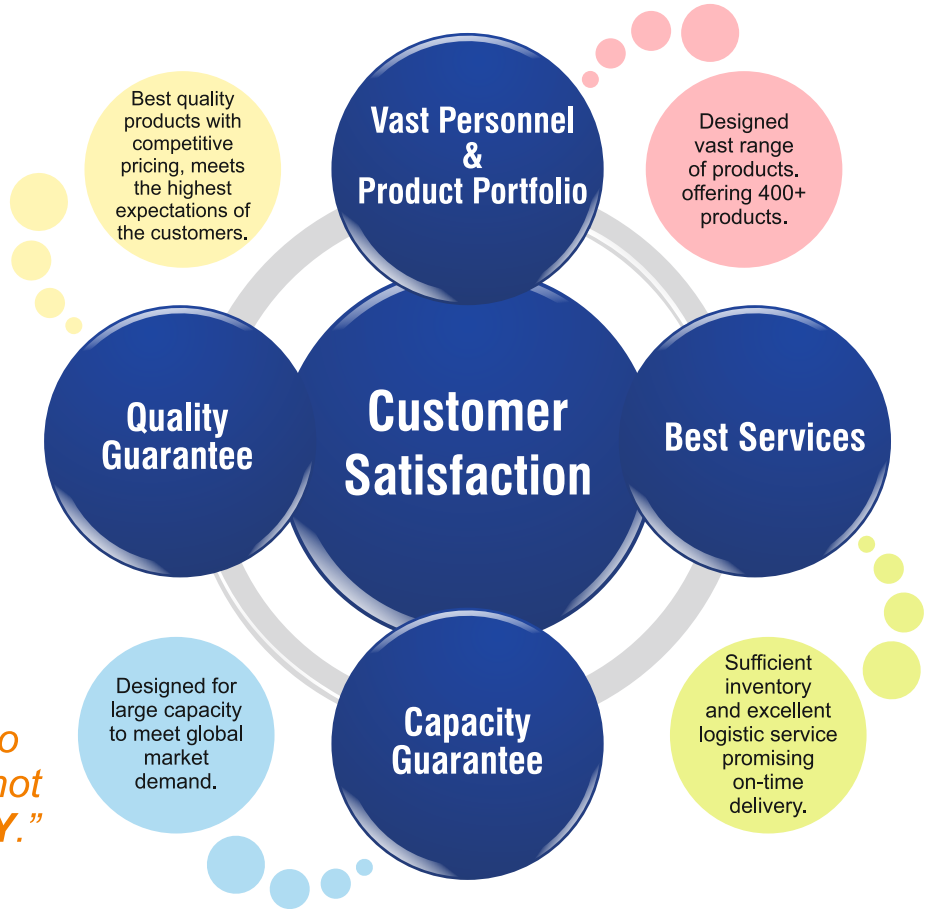 Best quality
products with
competitive
pricing, meets
the highest
expectations of
the customers.
Vast Personnel
&
Product Portfolio
Designed
vast range
of products.
offering 400+
products.
Quality
Guarantee
Customer
Satisfaction
Best Services
Designed for
large capacity
to meet global
market
demand.
Capacity
Guarantee
Sufficient
inventory
and excellent
logistic service
promising
on-time
delivery.
Y."